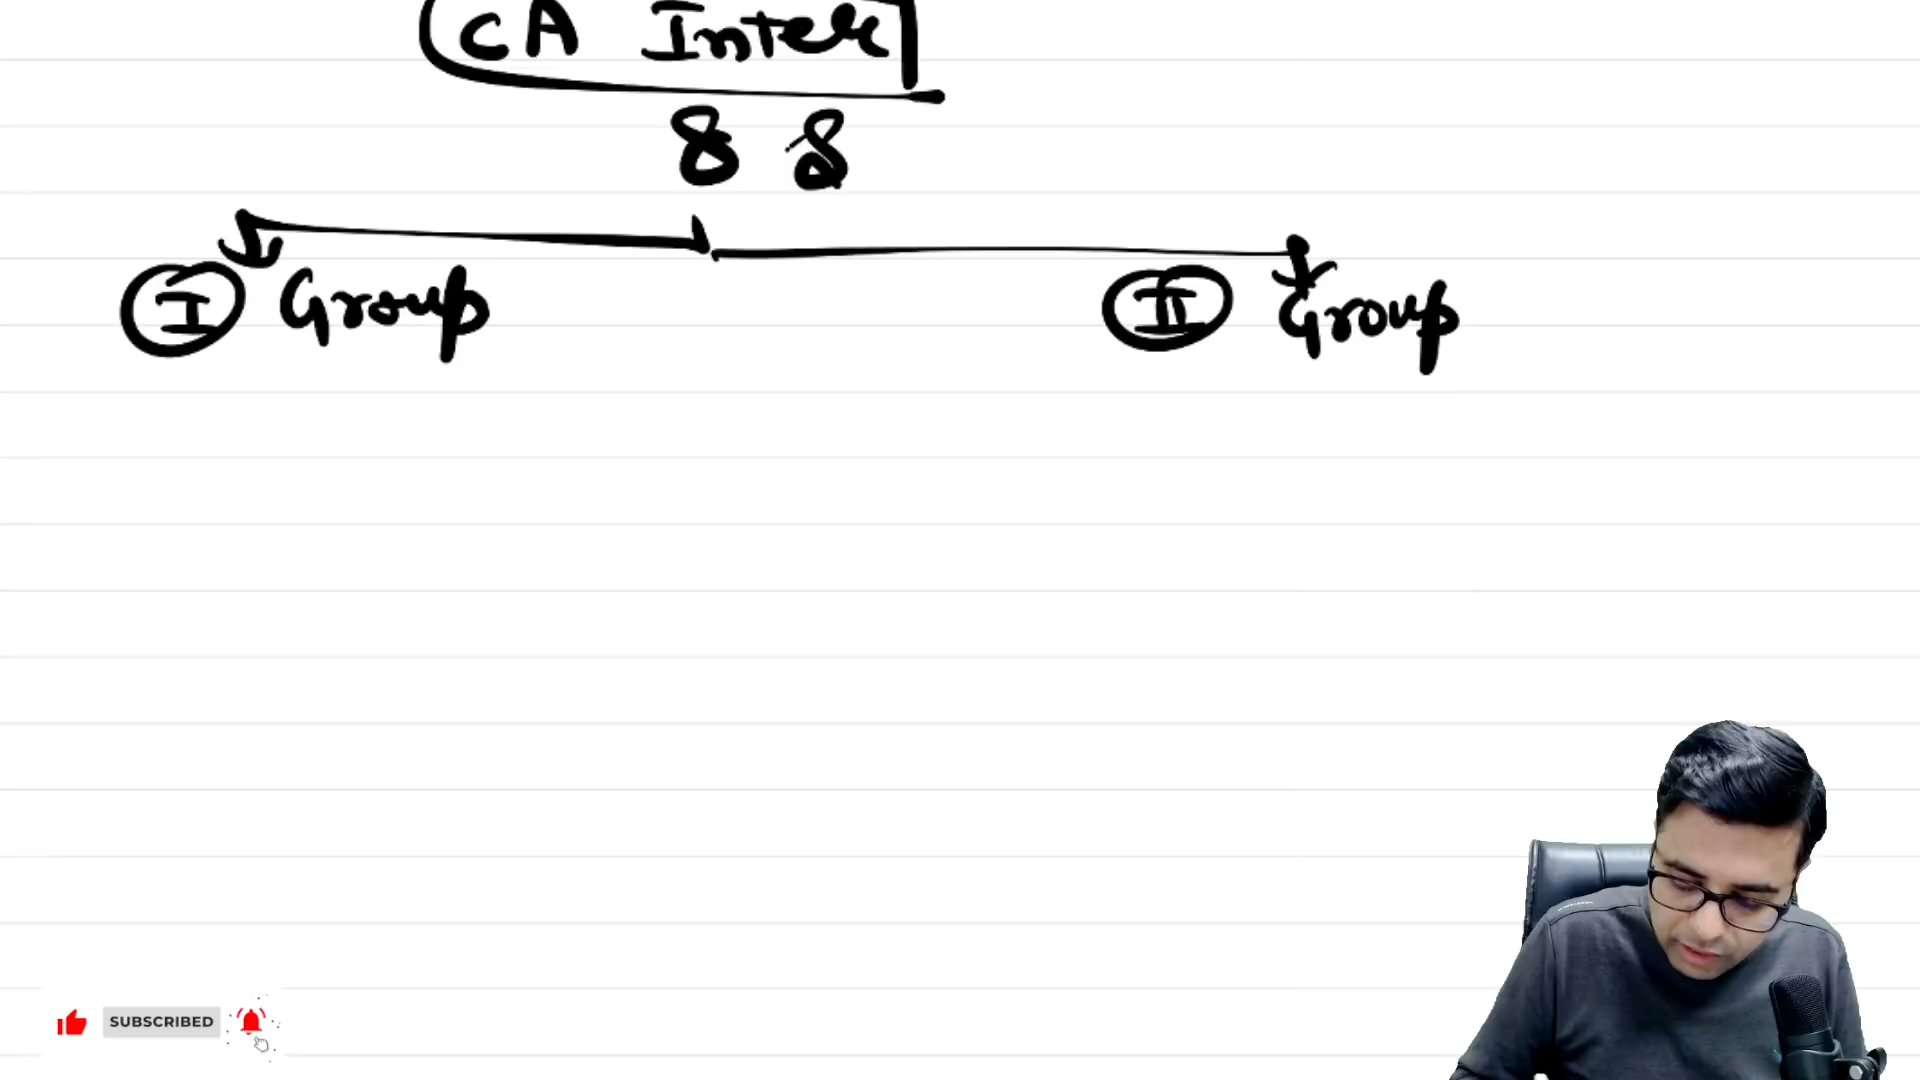 CA Inter
8 8
I Group
II Group
SUBSCRIBED